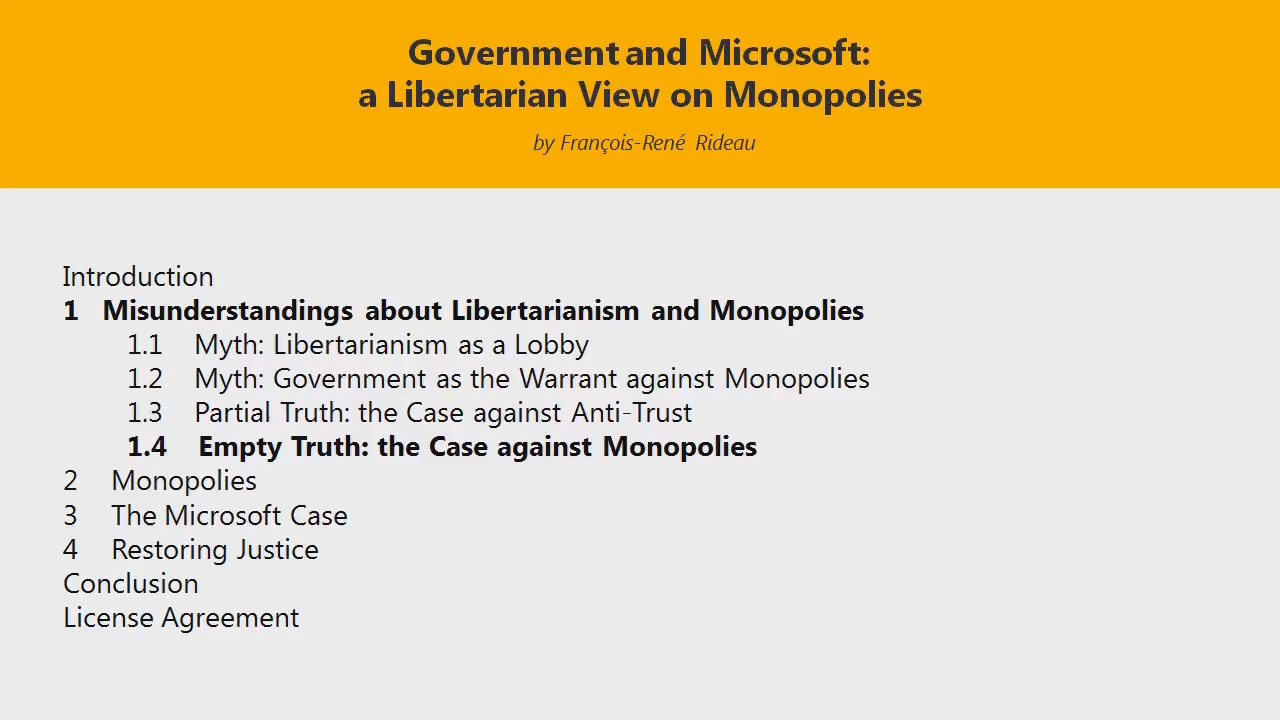 Government and Microsoft:
a Libertarian View on Monopolies
by François-René Rideau
Introduction
1 Misunderstandings about Libertarianism and Monopolies
1.1 Myth: Libertarianism as a Lobby
1.2 Myth: Government as the Warrant against Monopolies
1.3 Partial Truth: the Case against Anti-Trust
1.4 Empty Truth: the Case against Monopolies
2 Monopolies
3 The Microsoft Case
4 Restoring Justice
Conclusion
License Agreement